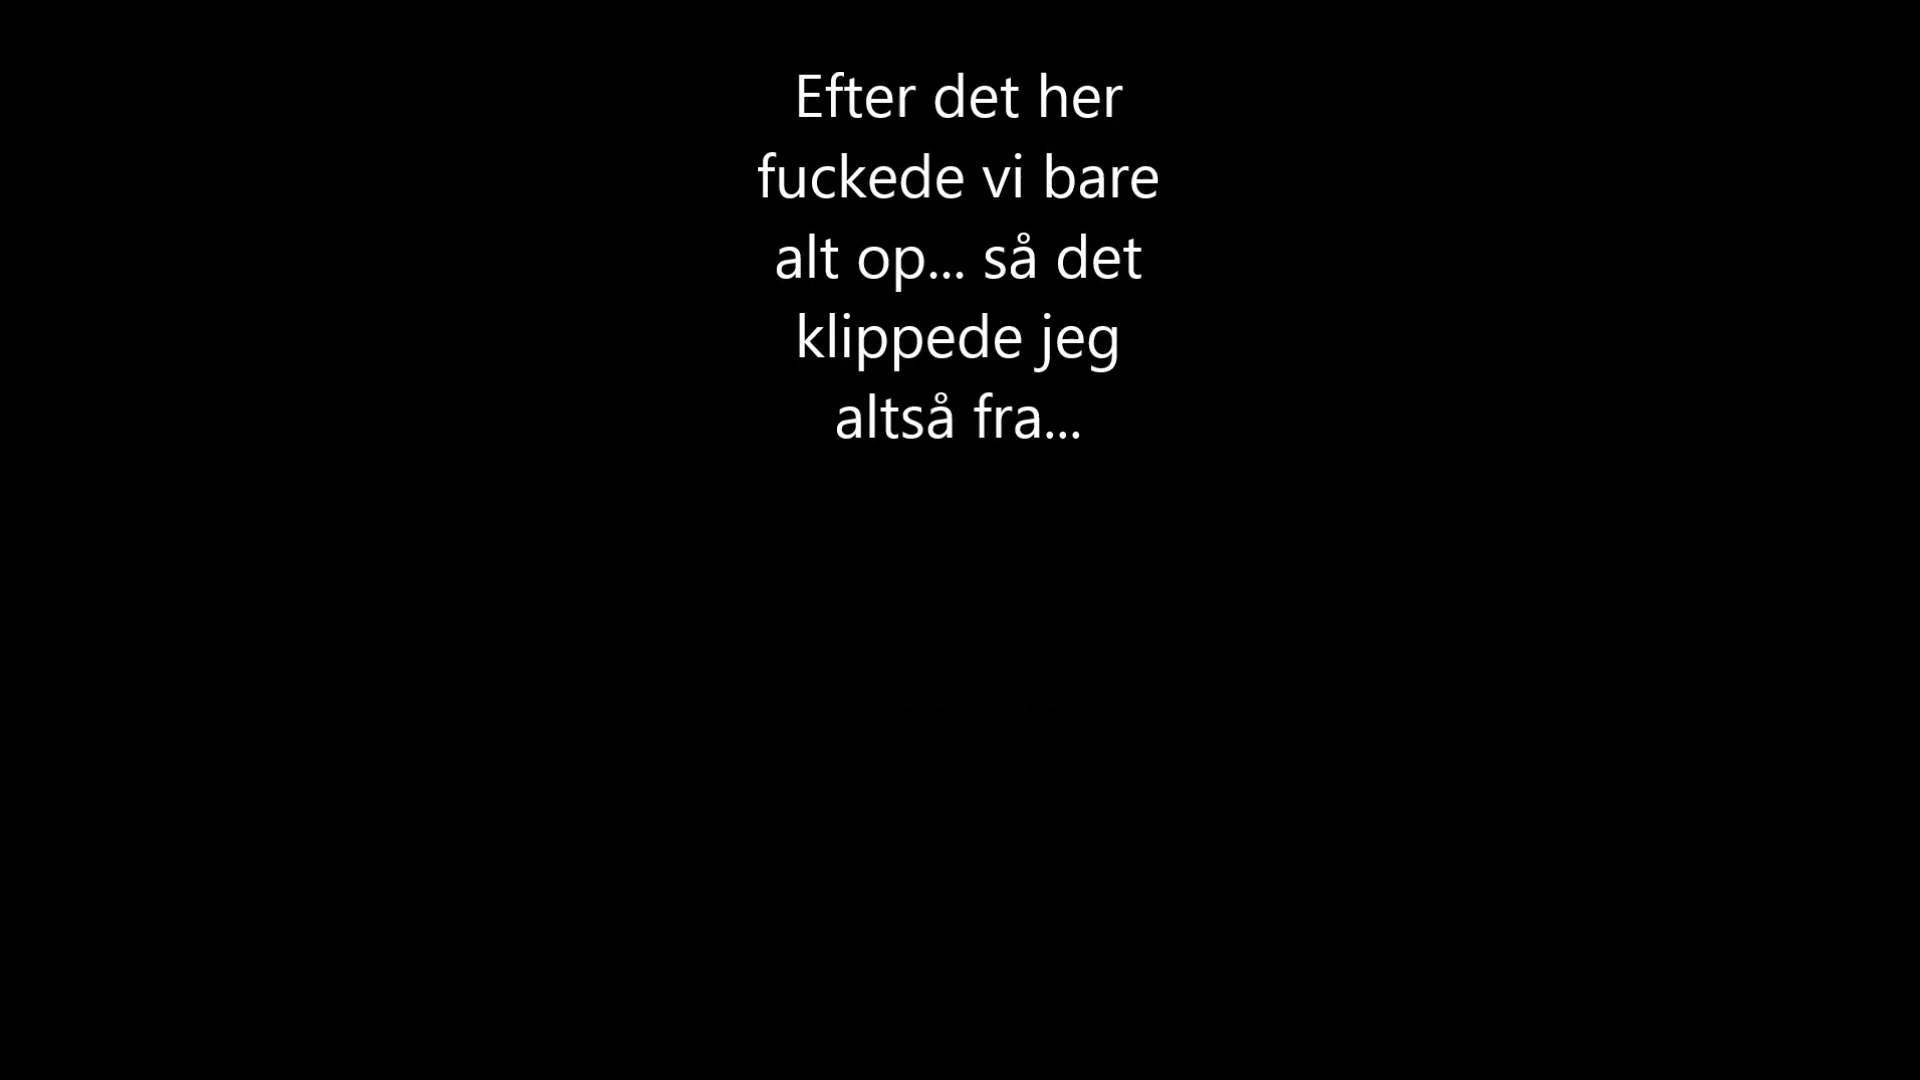 Efter det her
fuckede vi bare
alt op... så det
klippede jeg
altså fra...